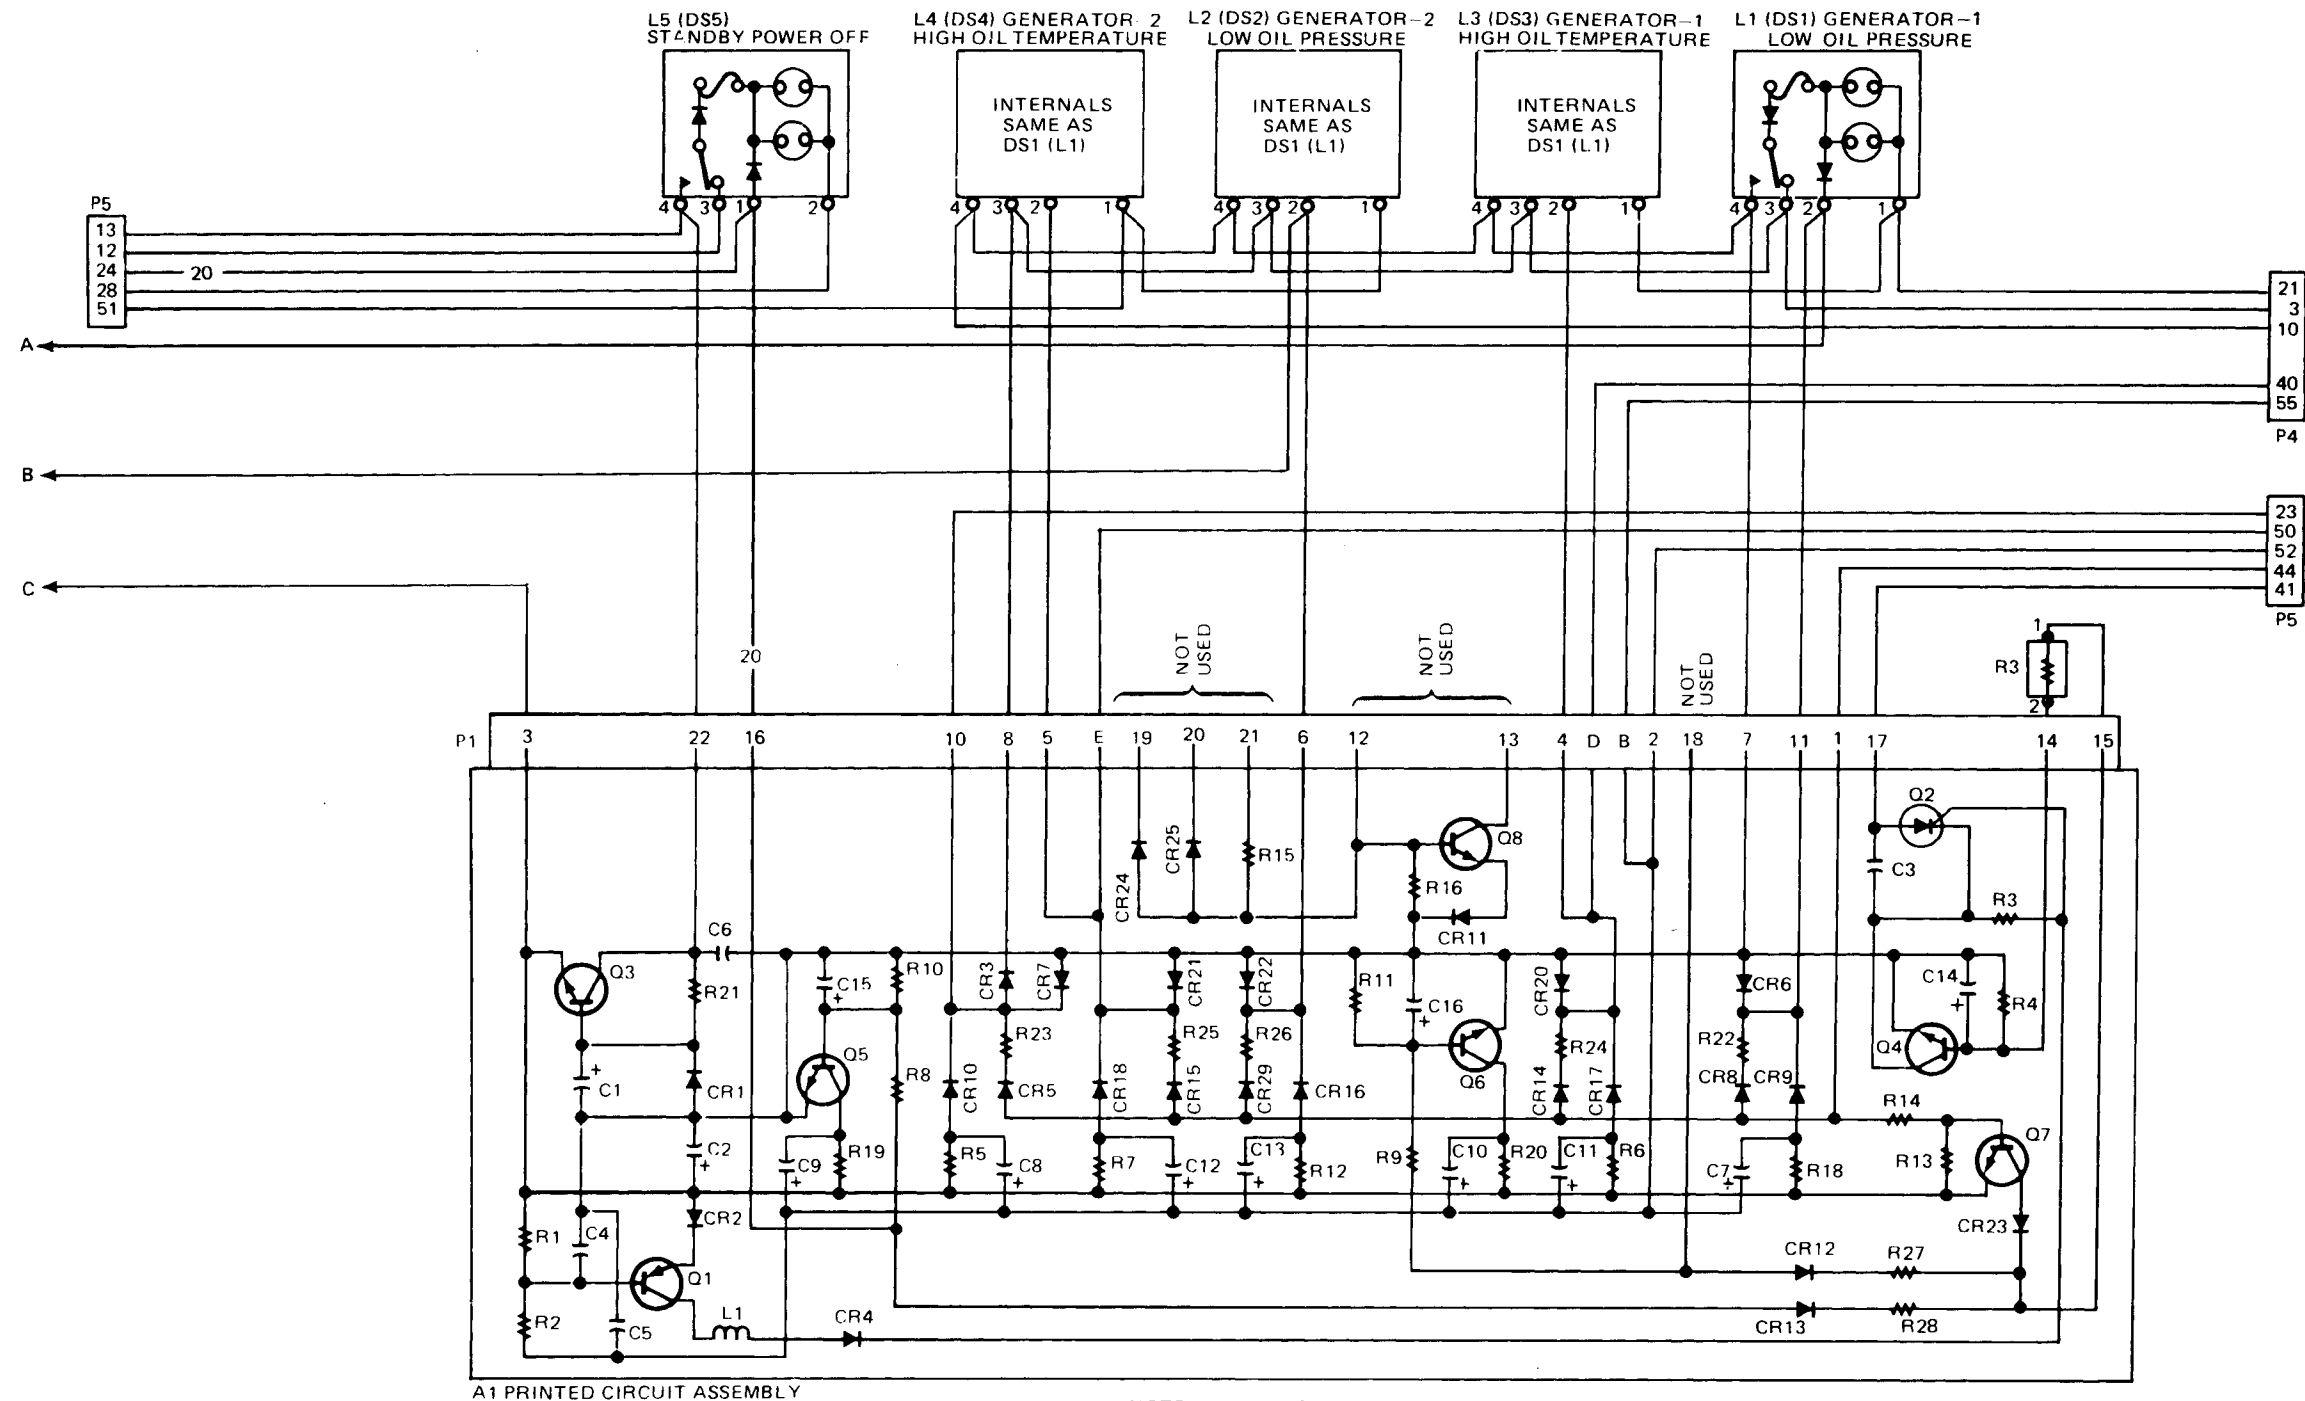 L5 (DS5)
STANDBY POWER OFF
L4 (DS4) GENERATOR-2
HIGH OIL TEMPERATURE
L2 (DS2) GENERATOR-2
LOW OIL PRESSURE
L3 (DS3) GENERATOR-1
HIGH OIL TEMPERATURE
L1 (DS1) GENERATOR-1
LOW OIL PRESSURE
INTERNALS
SAME AS
DS1 (L1)
INTERNALS
SAME AS
DS1 (L1)
INTERNALS
SAME AS
DS1 (L1)
4 3 1 2
4 3 2 1
4 3 2 1
4 3 2 1
4 3 2 1
P5
13
12
24
20
28
51
21
3
10
40
55
P4
A
B
C
23
50
52
44
41
P5
20
NOT
USED
NOT
USED
NOT
USED
1
R3
2
P1 3 22 16 10 8 5 E 19 20 21 6 12 13 4 D B 2 18 7 11 1 17 14 15
Q2
Q8
CR24
CR25
R15
R16
C3
R3
CR11
C6
Q3
R21
C15
+
R10
CR3
CR7
CR21
CR22
R11
C16
+
CR20
CR6
C14
+
R4
R23
R25
R26
Q5
Q6
R24
R22
Q4
+
C1
CR1
R8
CR10
CR5
CR18
CR15
CR29
CR16
CR14
CR17
CR8
CR9
R14
Q7
C2
+
C9
+
R19
R5
C8
+
R7
C12
+
C13
+
R12
R9
C10
+
R20
C11
+
R6
C7
+
R18
R13
CR2
R1
C4
CR23
Q1
CR12
R27
R2
C5
L1
CR4
CR13
R28
A1 PRINTED CIRCUIT ASSEMBLY